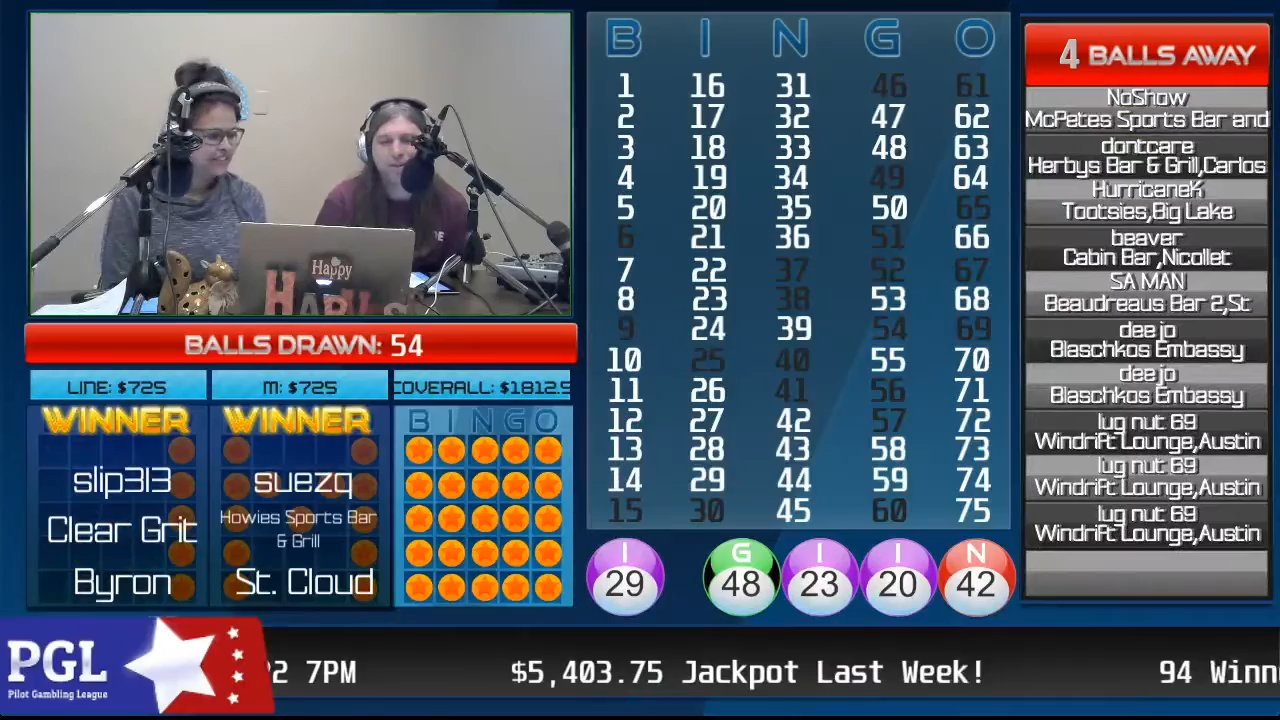 B I N G O
1 16 31 46 61
2 17 32 47 62
3 18 33 48 63
4 19 34 49 64
5 20 35 50 65
6 21 36 51 66
7 22 37 52 67
8 23 38 53 68
9 24 39 54 69
10 25 40 55 70
11 26 41 56 71
12 27 42 57 72
13 28 43 58 73
14 29 44 59 74
15 30 45 60 75
4 BALLS AWAY
NoShow
McPetes Sports Bar and
dontcare
Herbys Bar & Grill,Carlos
HurricaneK
Tootsies,Big Lake
beaver
Cabin Bar,Nicollet
SA MAN
Beaudreaus Bar 2,St
dee jo
Blaschkos Embassy
dee jo
Blaschkos Embassy
lug nut 69
Windrift Lounge,Austin
lug nut 69
Windrift Lounge,Austin
lug nut 69
Windrift Lounge,Austin
Happy
BALLS DRAWN: 54
LINE: $725
M: $725
COVERALL: $1812.5
WINNER
slip313
Clear Grit
Byron
WINNER
suezq
Howies Sports Bar
& Grill
St. Cloud
B I N G O
I 29
G 48
I 23
I 20
N 42
PGL
Pilot Gambling League
22 7PM
$5,403.75 Jackpot Last Week!
94 Winn